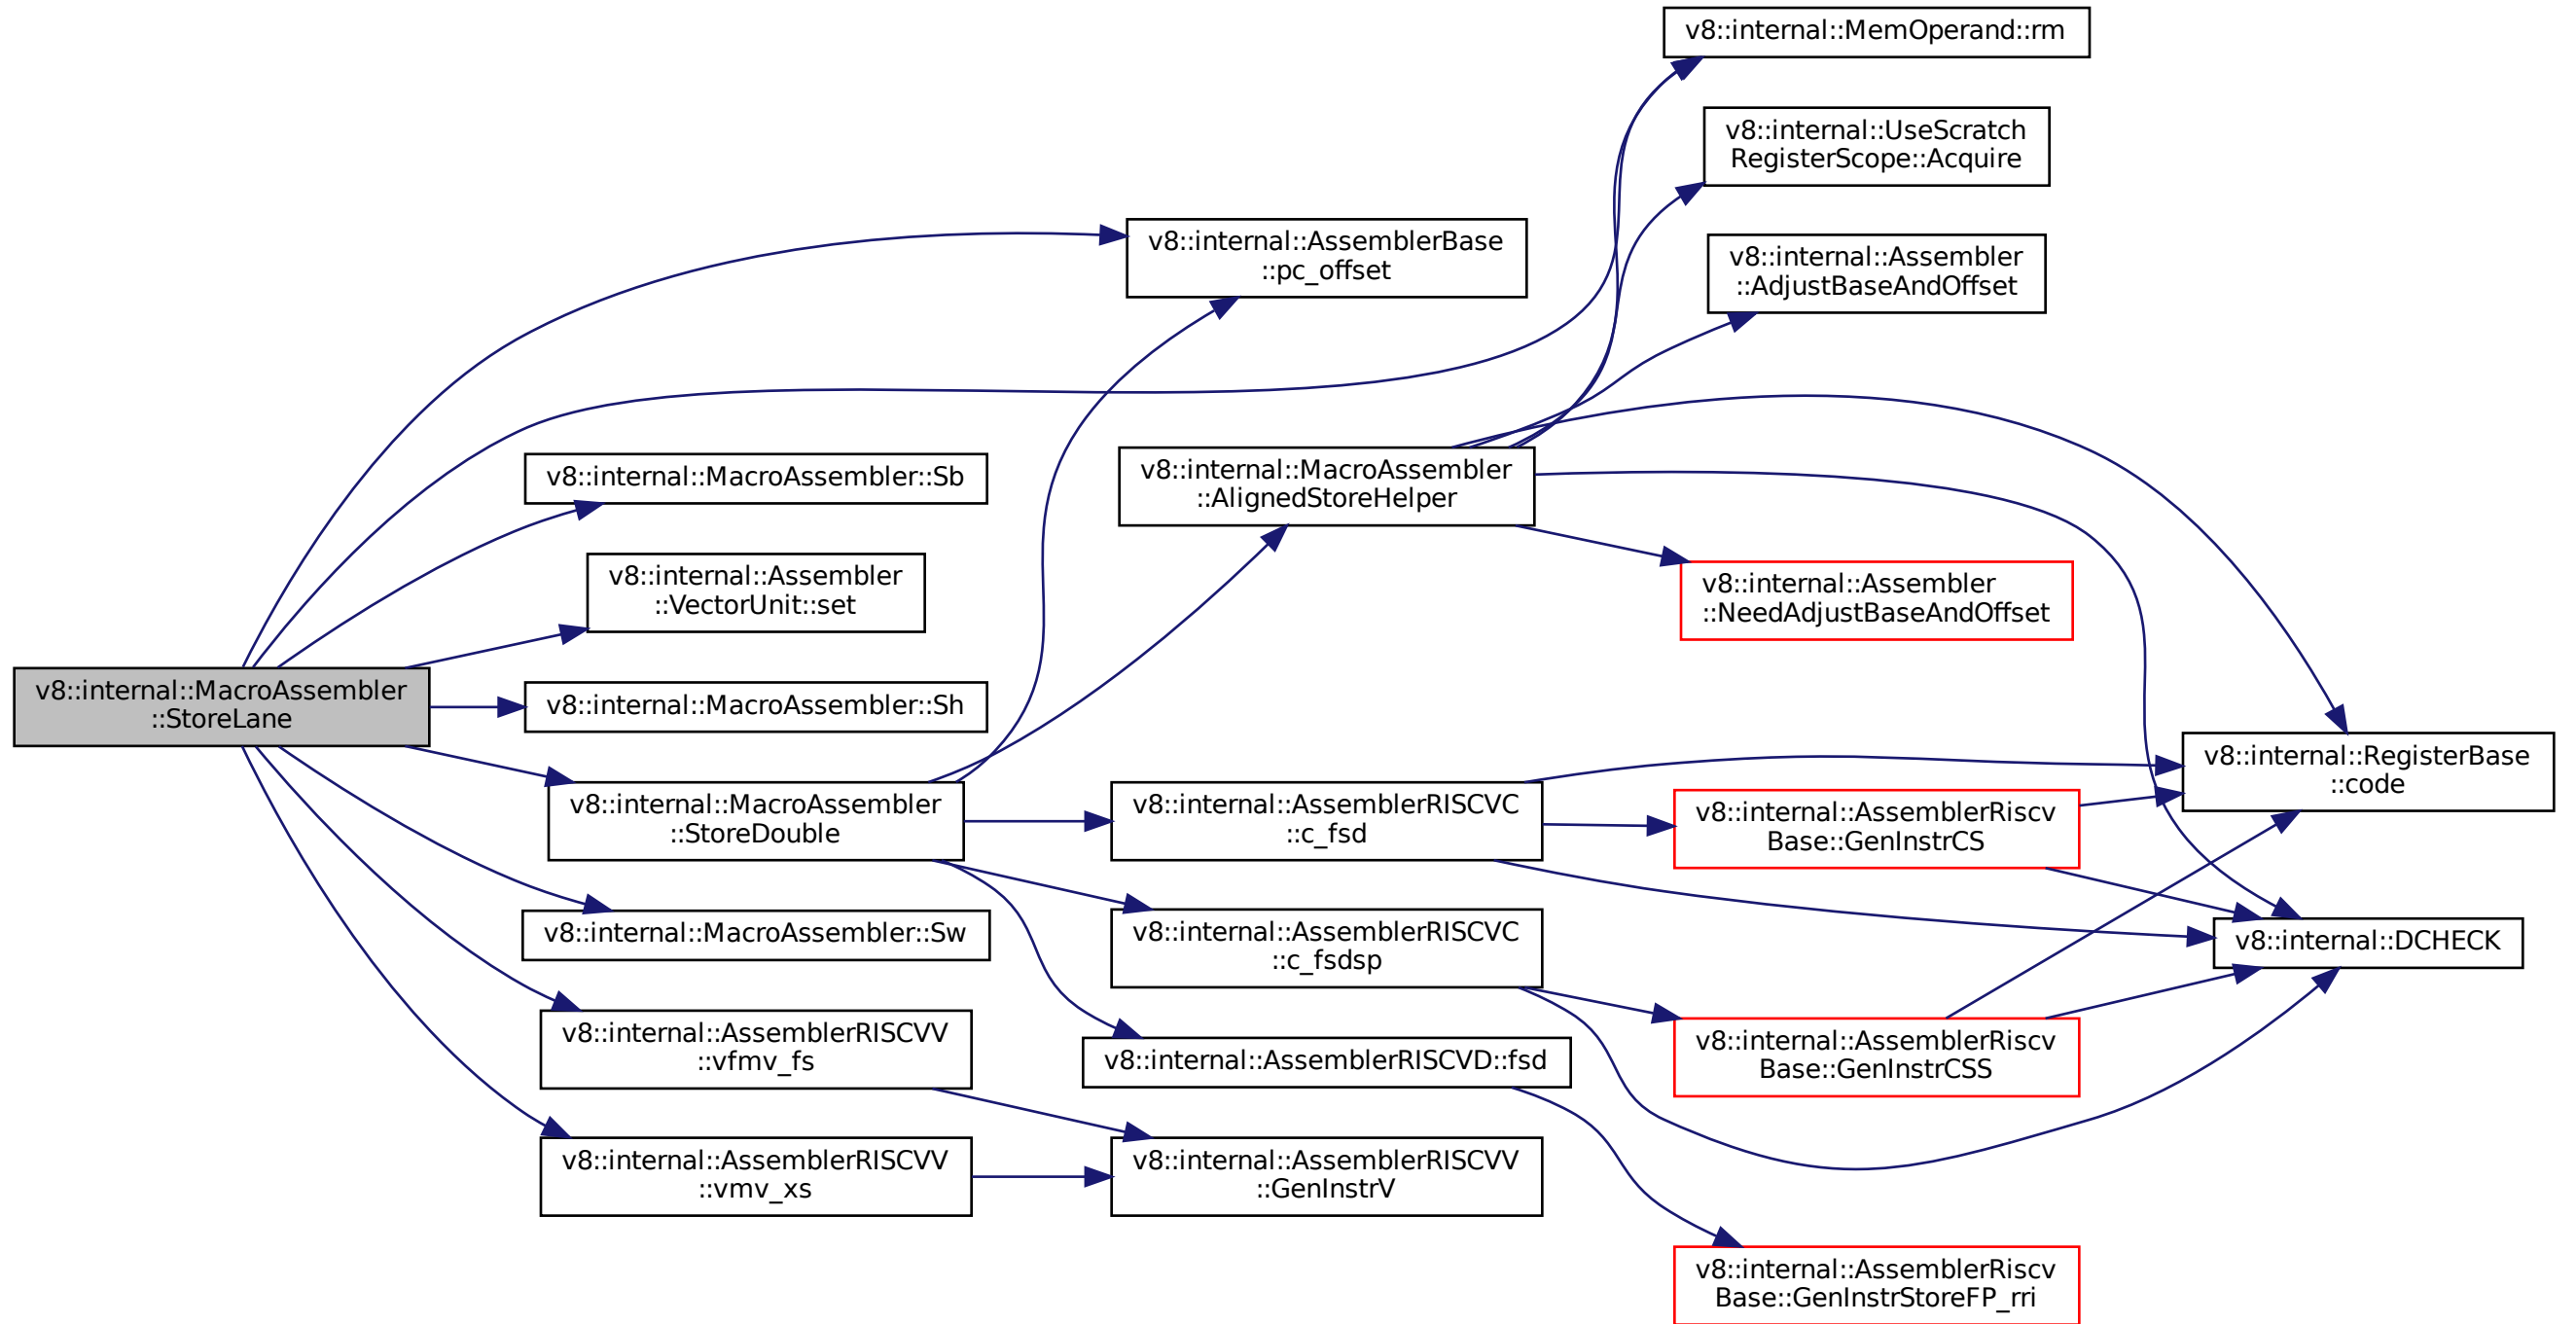 v8::internal::MacroAssembler
::StoreLane
v8::internal::AssemblerBase
::pc_offset
v8::internal::MemOperand::rm
v8::internal::MacroAssembler::Sb
v8::internal::Assembler
::VectorUnit::set
v8::internal::MacroAssembler::Sh
v8::internal::MacroAssembler
::StoreDouble
v8::internal::MacroAssembler::Sw
v8::internal::AssemblerRISCVV
::vfmv_fs
v8::internal::AssemblerRISCVV
::vmv_xs
v8::internal::MacroAssembler
::AlignedStoreHelper
v8::internal::AssemblerRISCVC
::c_fsd
v8::internal::AssemblerRISCVC
::c_fsdsp
v8::internal::AssemblerRISCVD::fsd
v8::internal::AssemblerRISCVV
::GenInstrV
v8::internal::UseScratch
RegisterScope::Acquire
v8::internal::Assembler
::AdjustBaseAndOffset
v8::internal::Assembler
::NeedAdjustBaseAndOffset
v8::internal::AssemblerRiscv
Base::GenInstrCS
v8::internal::AssemblerRiscv
Base::GenInstrCSS
v8::internal::AssemblerRiscv
Base::GenInstrStoreFP_rri
v8::internal::RegisterBase
::code
v8::internal::DCHECK